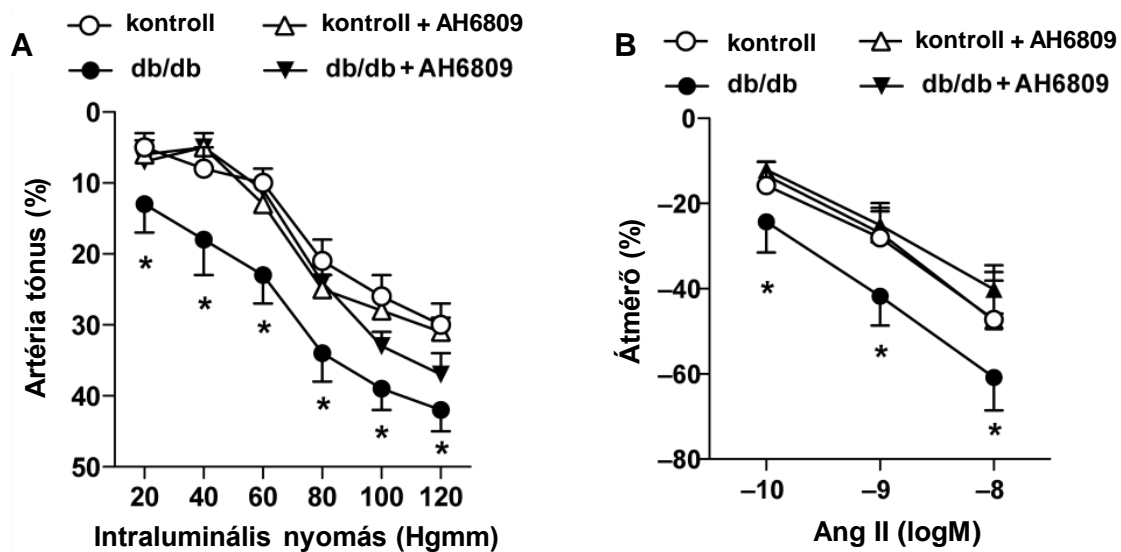 A
kontroll
kontroll + AH6809
db/db
db/db + AH6809
Artéria tónus (%)
0
10
20
30
40
50
*
*
*
*
*
*
20 40 60 80 100 120
Intraluminális nyomás (Hgmm)
B
kontroll
kontroll + AH6809
db/db
db/db + AH6809
Átmérő (%)
0
–20
–40
–60
–80
*
*
*
–10 –9 –8
Ang II (logM)